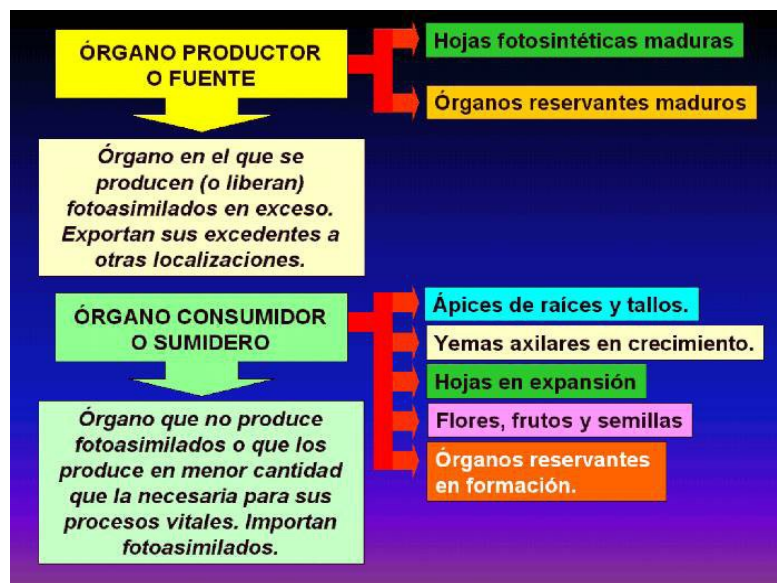 ÓRGANO PRODUCTOR
O FUENTE
Hojas fotosintéticas maduras
Órganos reservantes maduros
Órgano en el que se
producen (o liberan)
fotoasimilados en exceso.
Exportan sus excedentes a
otras localizaciones.
ÓRGANO CONSUMIDOR
O SUMIDERO
Ápices de raíces y tallos.
Yemas axilares en crecimiento.
Hojas en expansión
Flores, frutos y semillas
Órganos reservantes
en formación.
Órgano que no produce
fotoasimilados o que los
produce en menor cantidad
que la necesaria para sus
procesos vitales. Importan
fotoasimilados.